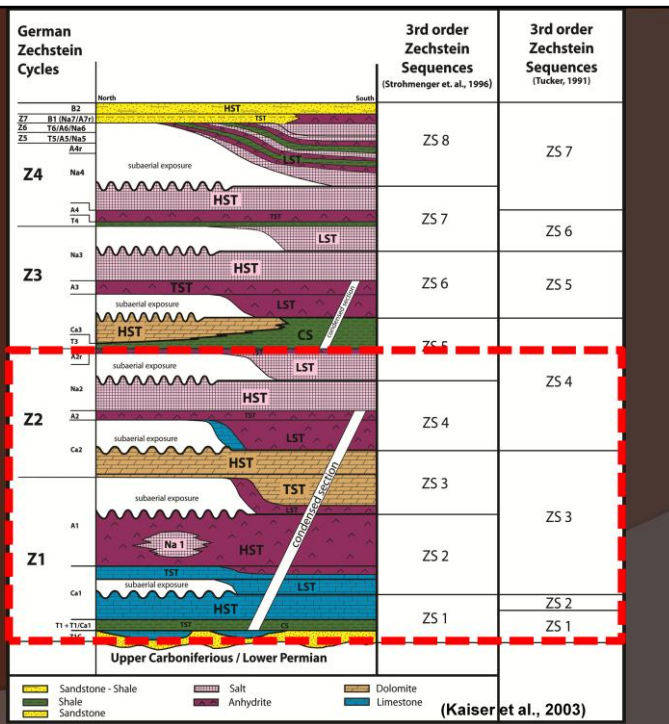 German
Zechstein
Cycles
3rd order
Zechstein
Sequences
(Strohmenger et. al., 1996)
3rd order
Zechstein
Sequences
(Tucker, 1991)
North
South
B2
HST
Z7
B1 (Na7/A7r)
TST
Z6
T6/A6/Na6
Z5
T5/A5/Na5
A4r
LST
ZS 8
ZS 7
subaerial exposure
Z4
Na4
HST
A4
TST
T4
ZS 7
ZS 6
LST
Z3
Na3
HST
ZS 6
ZS 5
A3
TST
subaerial exposure
LST
condensed section
Ca3
HST
CS
T3
ZS 5
A2r
subaerial exposure
LST
ZS 4
Na2
HST
Z2
A2
TST
ZS 4
subaerial exposure
LST
Ca2
HST
TST
ZS 3
subaerial exposure
LST
ZS 3
A1
Na 1
HST
condensed section
ZS 2
Z1
TST
subaerial exposure
LST
Ca1
HST
ZS 2
ZS 1
T1 + T1/Ca1
TST
CS
ZS 1
Upper Carboniferious / Lower Permian
Sandstone - Shale
Salt
Dolomite
Shale
Anhydrite
Limestone
Sandstone
(Kaiser et al., 2003)